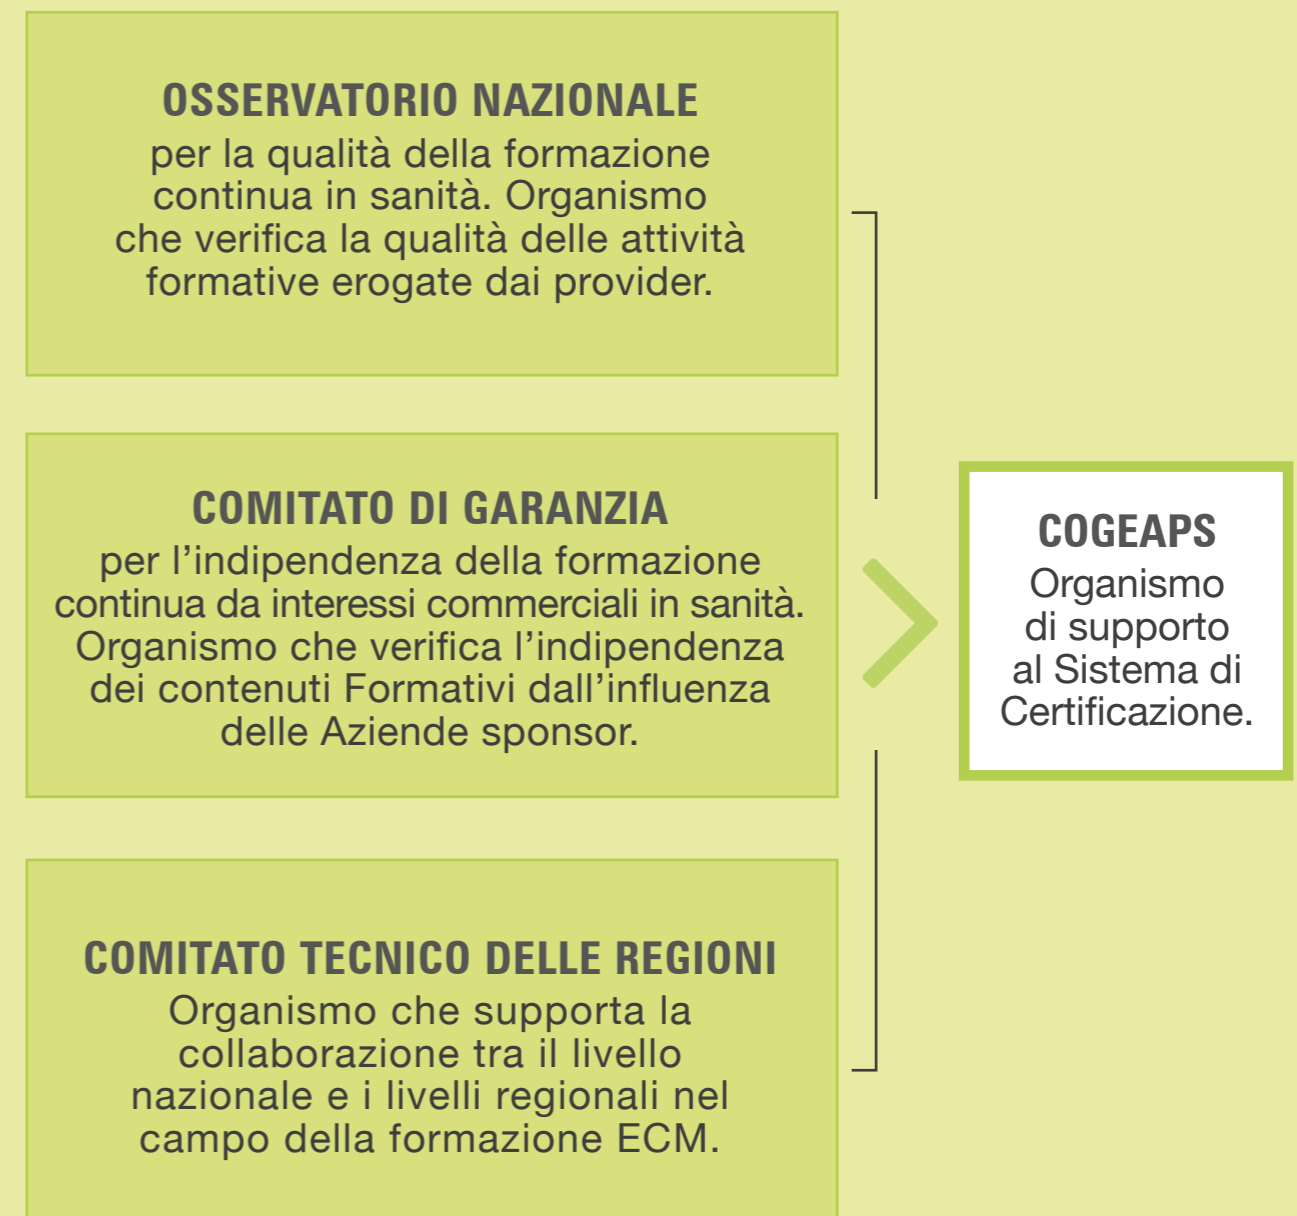 OSSERVATORIO NAZIONALE
per la qualità della formazione
continua in sanità. Organismo
che verifica la qualità delle attività
formative erogate dai provider.
COMITATO DI GARANZIA
per l’indipendenza della formazione
continua da interessi commerciali in sanità.
Organismo che verifica l’indipendenza
dei contenuti Formativi dall’influenza
delle Aziende sponsor.
COMITATO TECNICO DELLE REGIONI
Organismo che supporta la
collaborazione tra il livello
nazionale e i livelli regionali nel
campo della formazione ECM.
COGEAPS
Organismo
di supporto
al Sistema di
Certificazione.